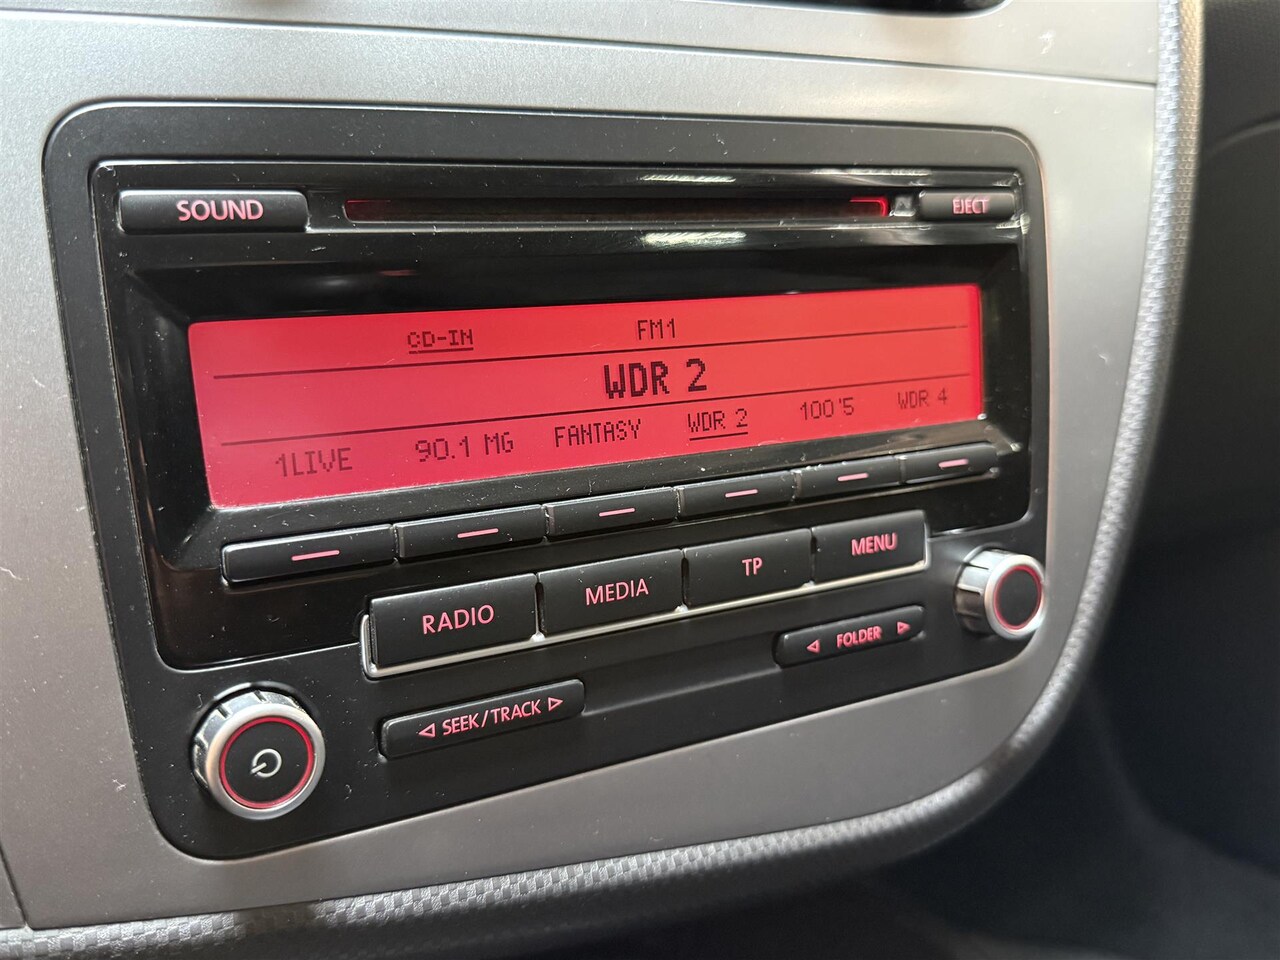 SOUND
EJECT
CD-IN FM1
WDR 2
1LIVE 90.1 MG FANTASY WDR 2 100'5 WDR 4
RADIO MEDIA TP MENU
SEEK/TRACK
FOLDER